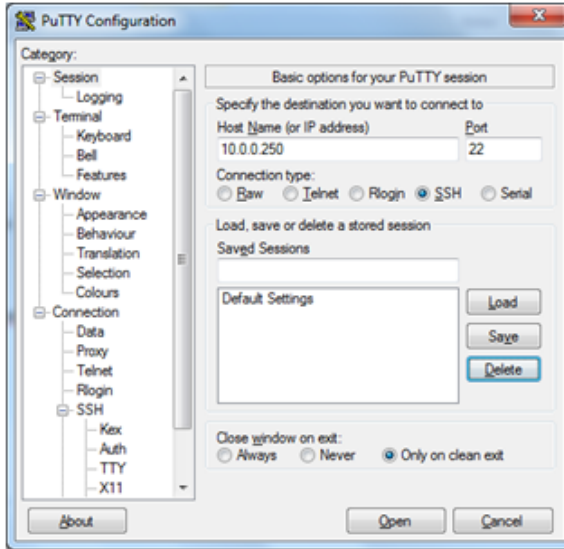 PuTTY Configuration
Category:
Session
Logging
Terminal
Keyboard
Bell
Features
Window
Appearance
Behaviour
Translation
Selection
Colours
Connection
Data
Proxy
Telnet
Rlogin
SSH
Kex
Auth
TTY
X11
Basic options for your PuTTY session
Specify the destination you want to connect to
Host Name (or IP address) Port
10.0.0.250 22
Connection type:
Raw Telnet Rlogin SSH Serial
Load, save or delete a stored session
Saved Sessions
Default Settings
Load
Save
Delete
Close window on exit:
Always Never Only on clean exit
About Open Cancel